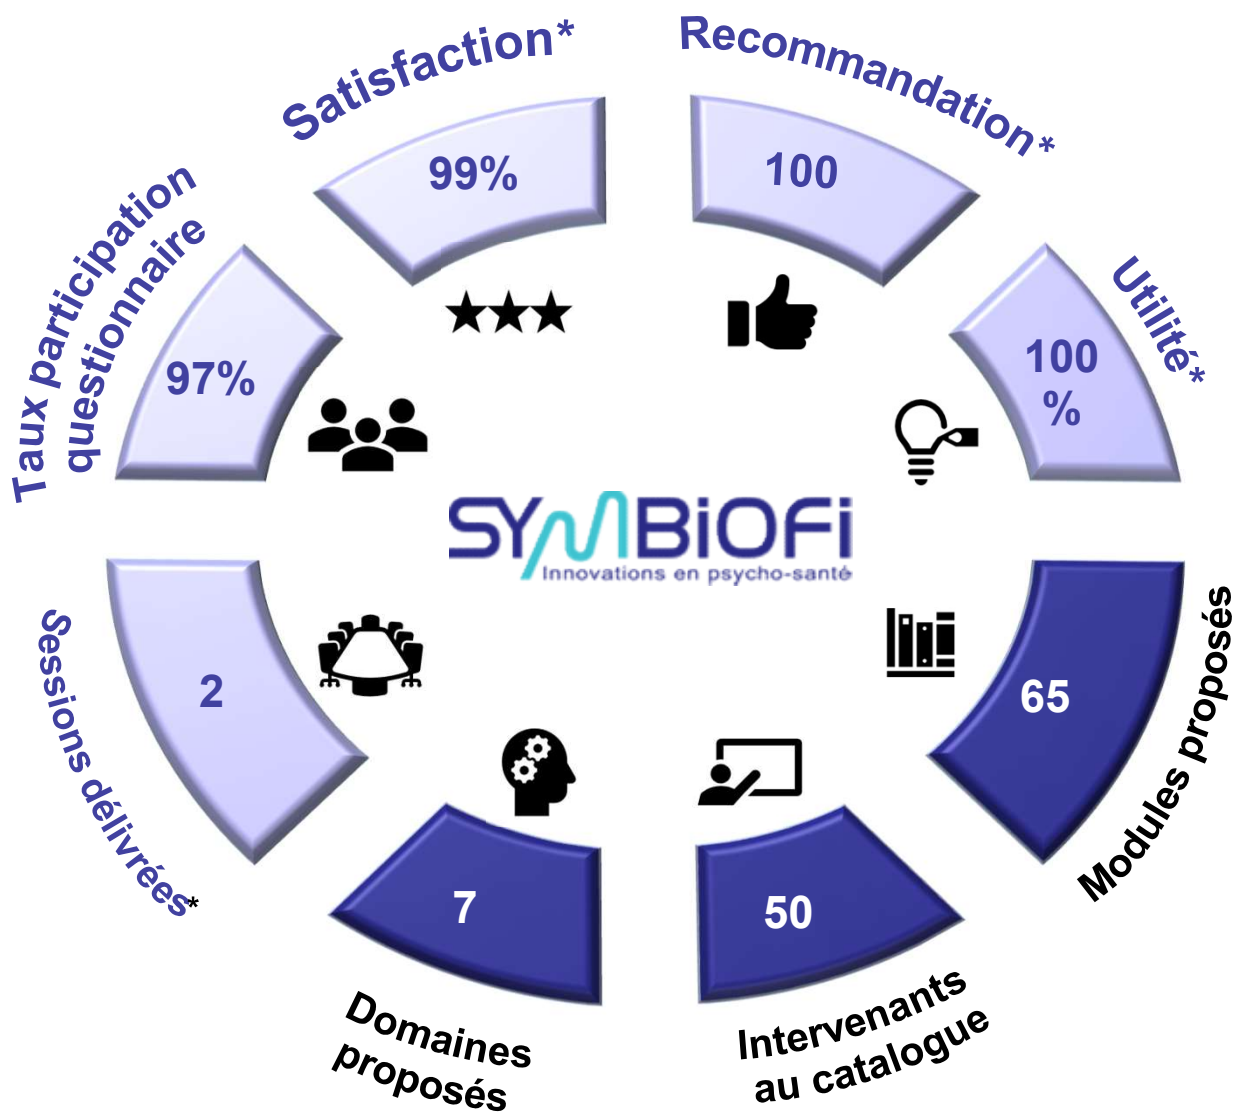 Satisfaction*
99%
Recommandation*
100
Utilité*
100
%
Taux participation
questionnaire
97%
SYMBiOFi
Innovations en psycho-santé
Sessions délivrées*
2
Modules proposés
65
Domaines
proposés
7
Intervenants
au catalogue
50